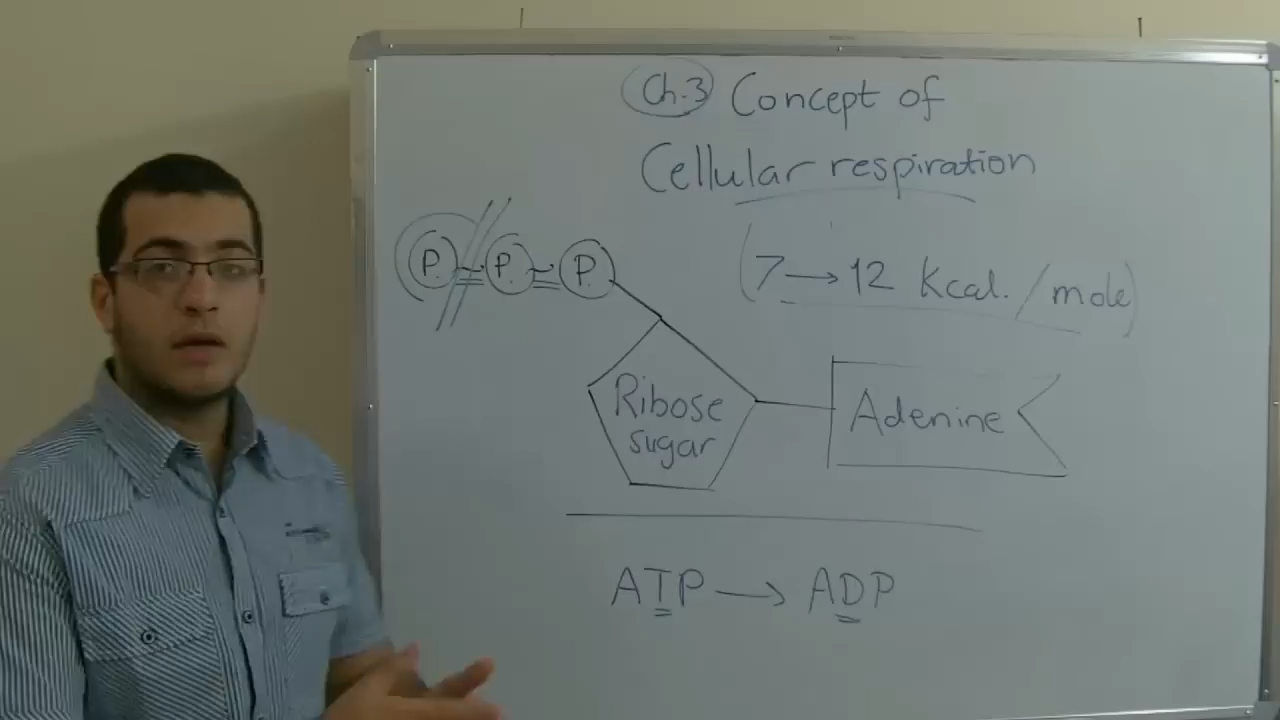 Ch.3 Concept of
Cellular respiration
P. ~ P. ~ P.
(7 → 12 Kcal. / mole)
Ribose
sugar
Adenine
ATP → ADP